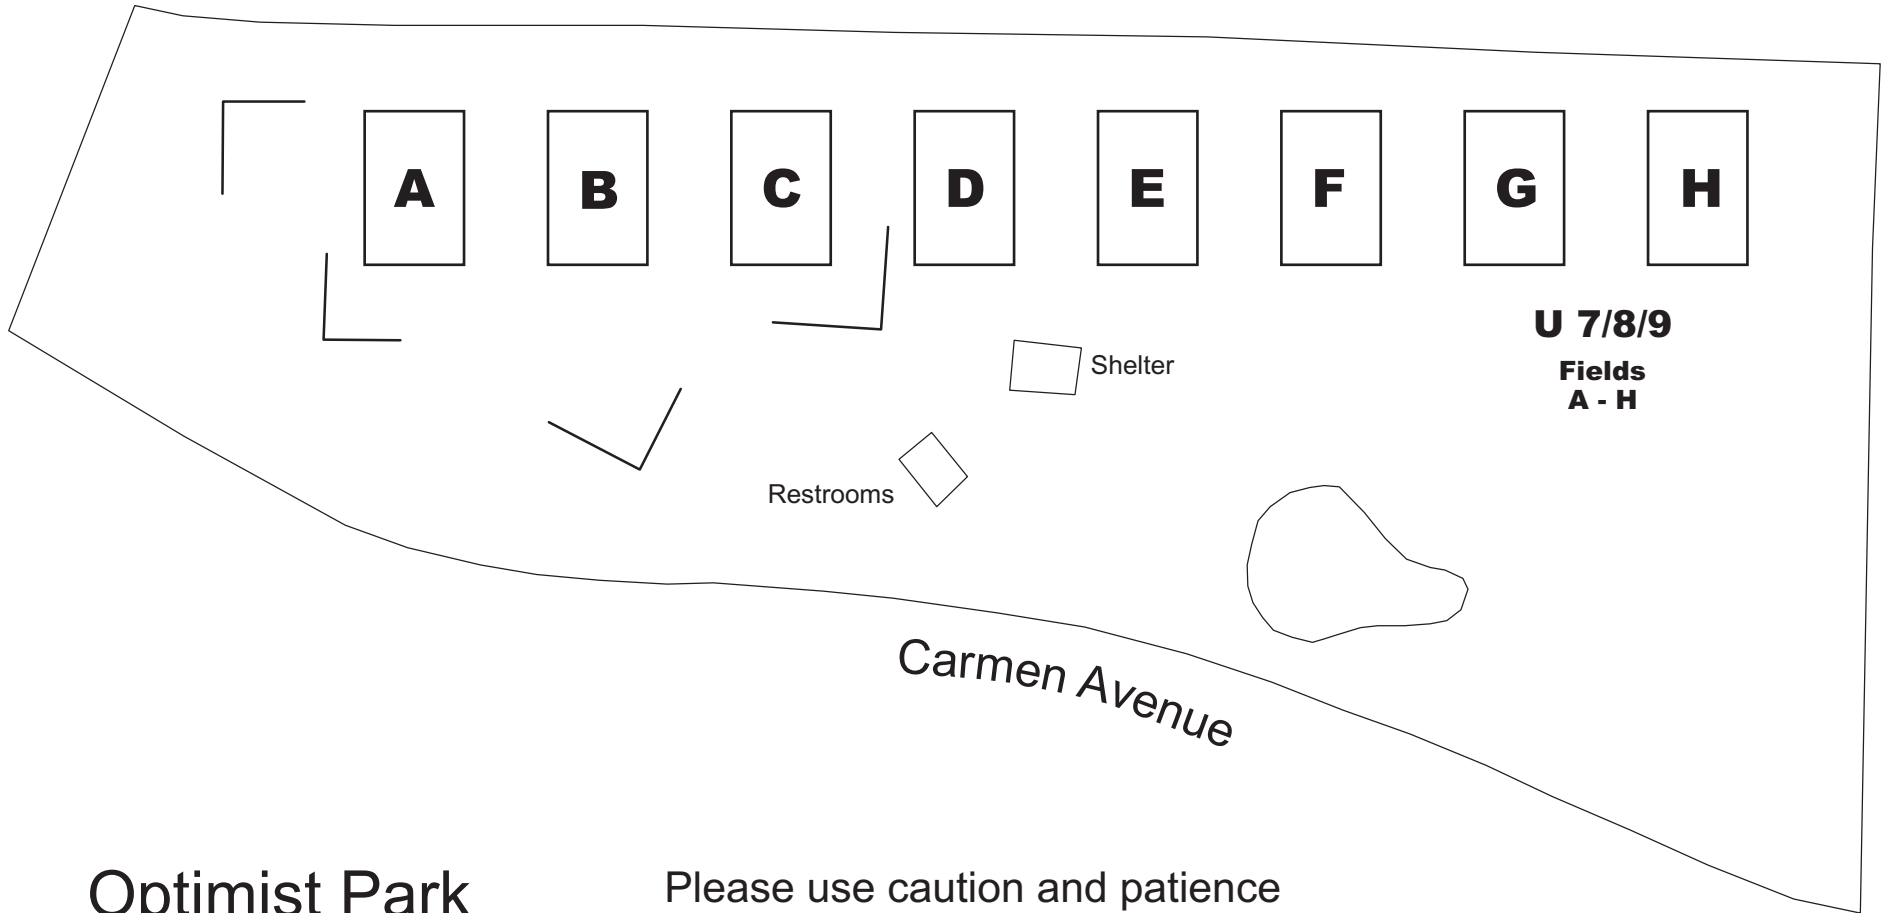 A
B
C
D
E
F
G
H
U 7/8/9
Fields
A - H
Shelter
Restrooms
Carmen Avenue
Optimist Park
Please use caution and patience